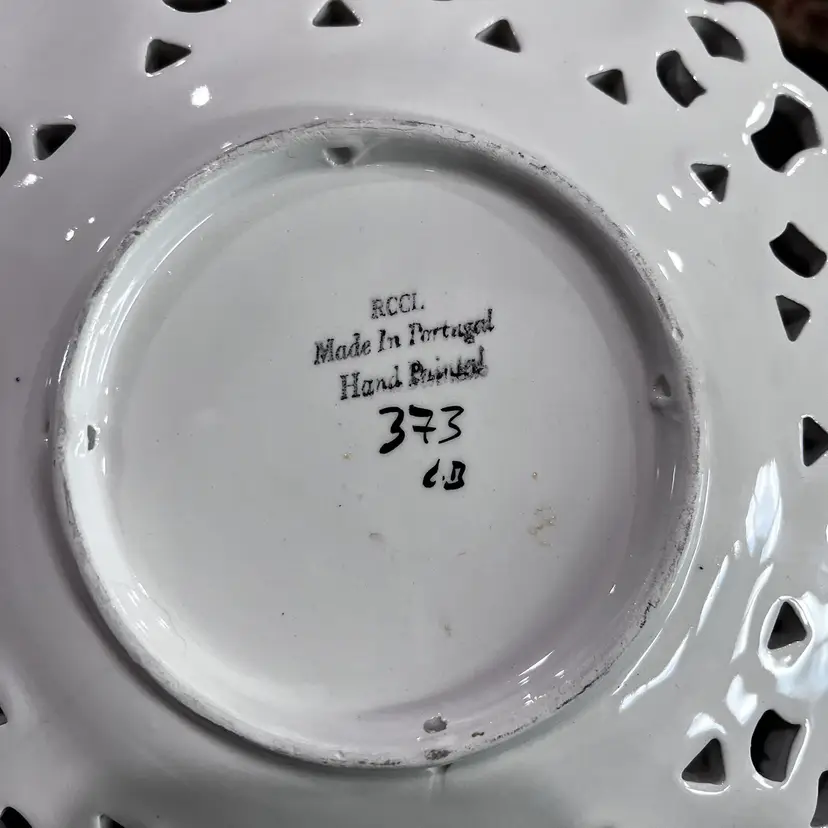 RCCL
Made In Portugal
Hand Painted
373
C.B